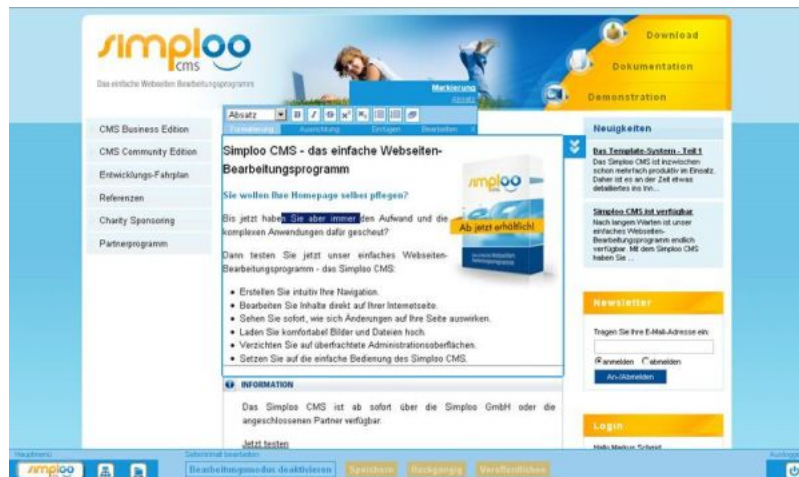 simploo
cms
Das einfache Webseiten Bearbeitungsprogramm
Download
Dokumentation
Demonstration
Markierung
Absatz
Absatz
Formatierung Ausrichtung Einfügen Bearbeiten
CMS Business Edition
CMS Community Edition
Entwicklungs-Fahrplan
Referenzen
Charity Sponsoring
Partnerprogramm
Simploo CMS - das einfache Webseiten-
Bearbeitungsprogramm
Sie wollen Ihre Homepage selber pflegen?
Bis jetzt haben Sie aber immer den Aufwand und die
komplexen Anwendungen dafür gescheut?
Dann testen Sie jetzt unser einfaches Webseiten-
Bearbeitungsprogramm - das Simploo CMS:
• Erstellen Sie intuitiv Ihre Navigation.
• Bearbeiten Sie Inhalte direkt auf Ihrer Internetseite.
• Sehen Sie sofort, wie sich Änderungen auf Ihre Seite auswirken.
• Laden Sie komfortabel Bilder und Dateien hoch.
• Verzichten Sie auf überfrachtete Administrationsoberflächen.
• Setzen Sie auf die einfache Bedienung des Simploo CMS.
simploo
Ab jetzt erhältlich!
INFORMATION
Das Simploo CMS ist ab sofort über die Simploo GmbH oder die
angeschlossenen Partner verfügbar.
Jetzt testen
Neuigkeiten
Das Template-System - Teil 1
Das Simploo CMS ist inzwischen
schon mehrfach produktiv im Einsatz.
Daher ist es an der Zeit etwas
detailliertes ins Inn...
Simploo CMS ist verfügbar
Nach langem Warten ist unser
einfaches Webseiten-
Bearbeitungsprogramm endlich
verfügbar. Mit dem Simploo CMS
haben Sie ...
Newsletter
Tragen Sie Ihre E-Mail-Adresse ein:
anmelden abmelden
An-/Abmelden
Login
Hallo Markus Scheid
Hauptmenü
Seiteninhalt bearbeiten
simploo
Bearbeitungsmodus deaktivieren Speichern Rückgängig Veröffentlichen